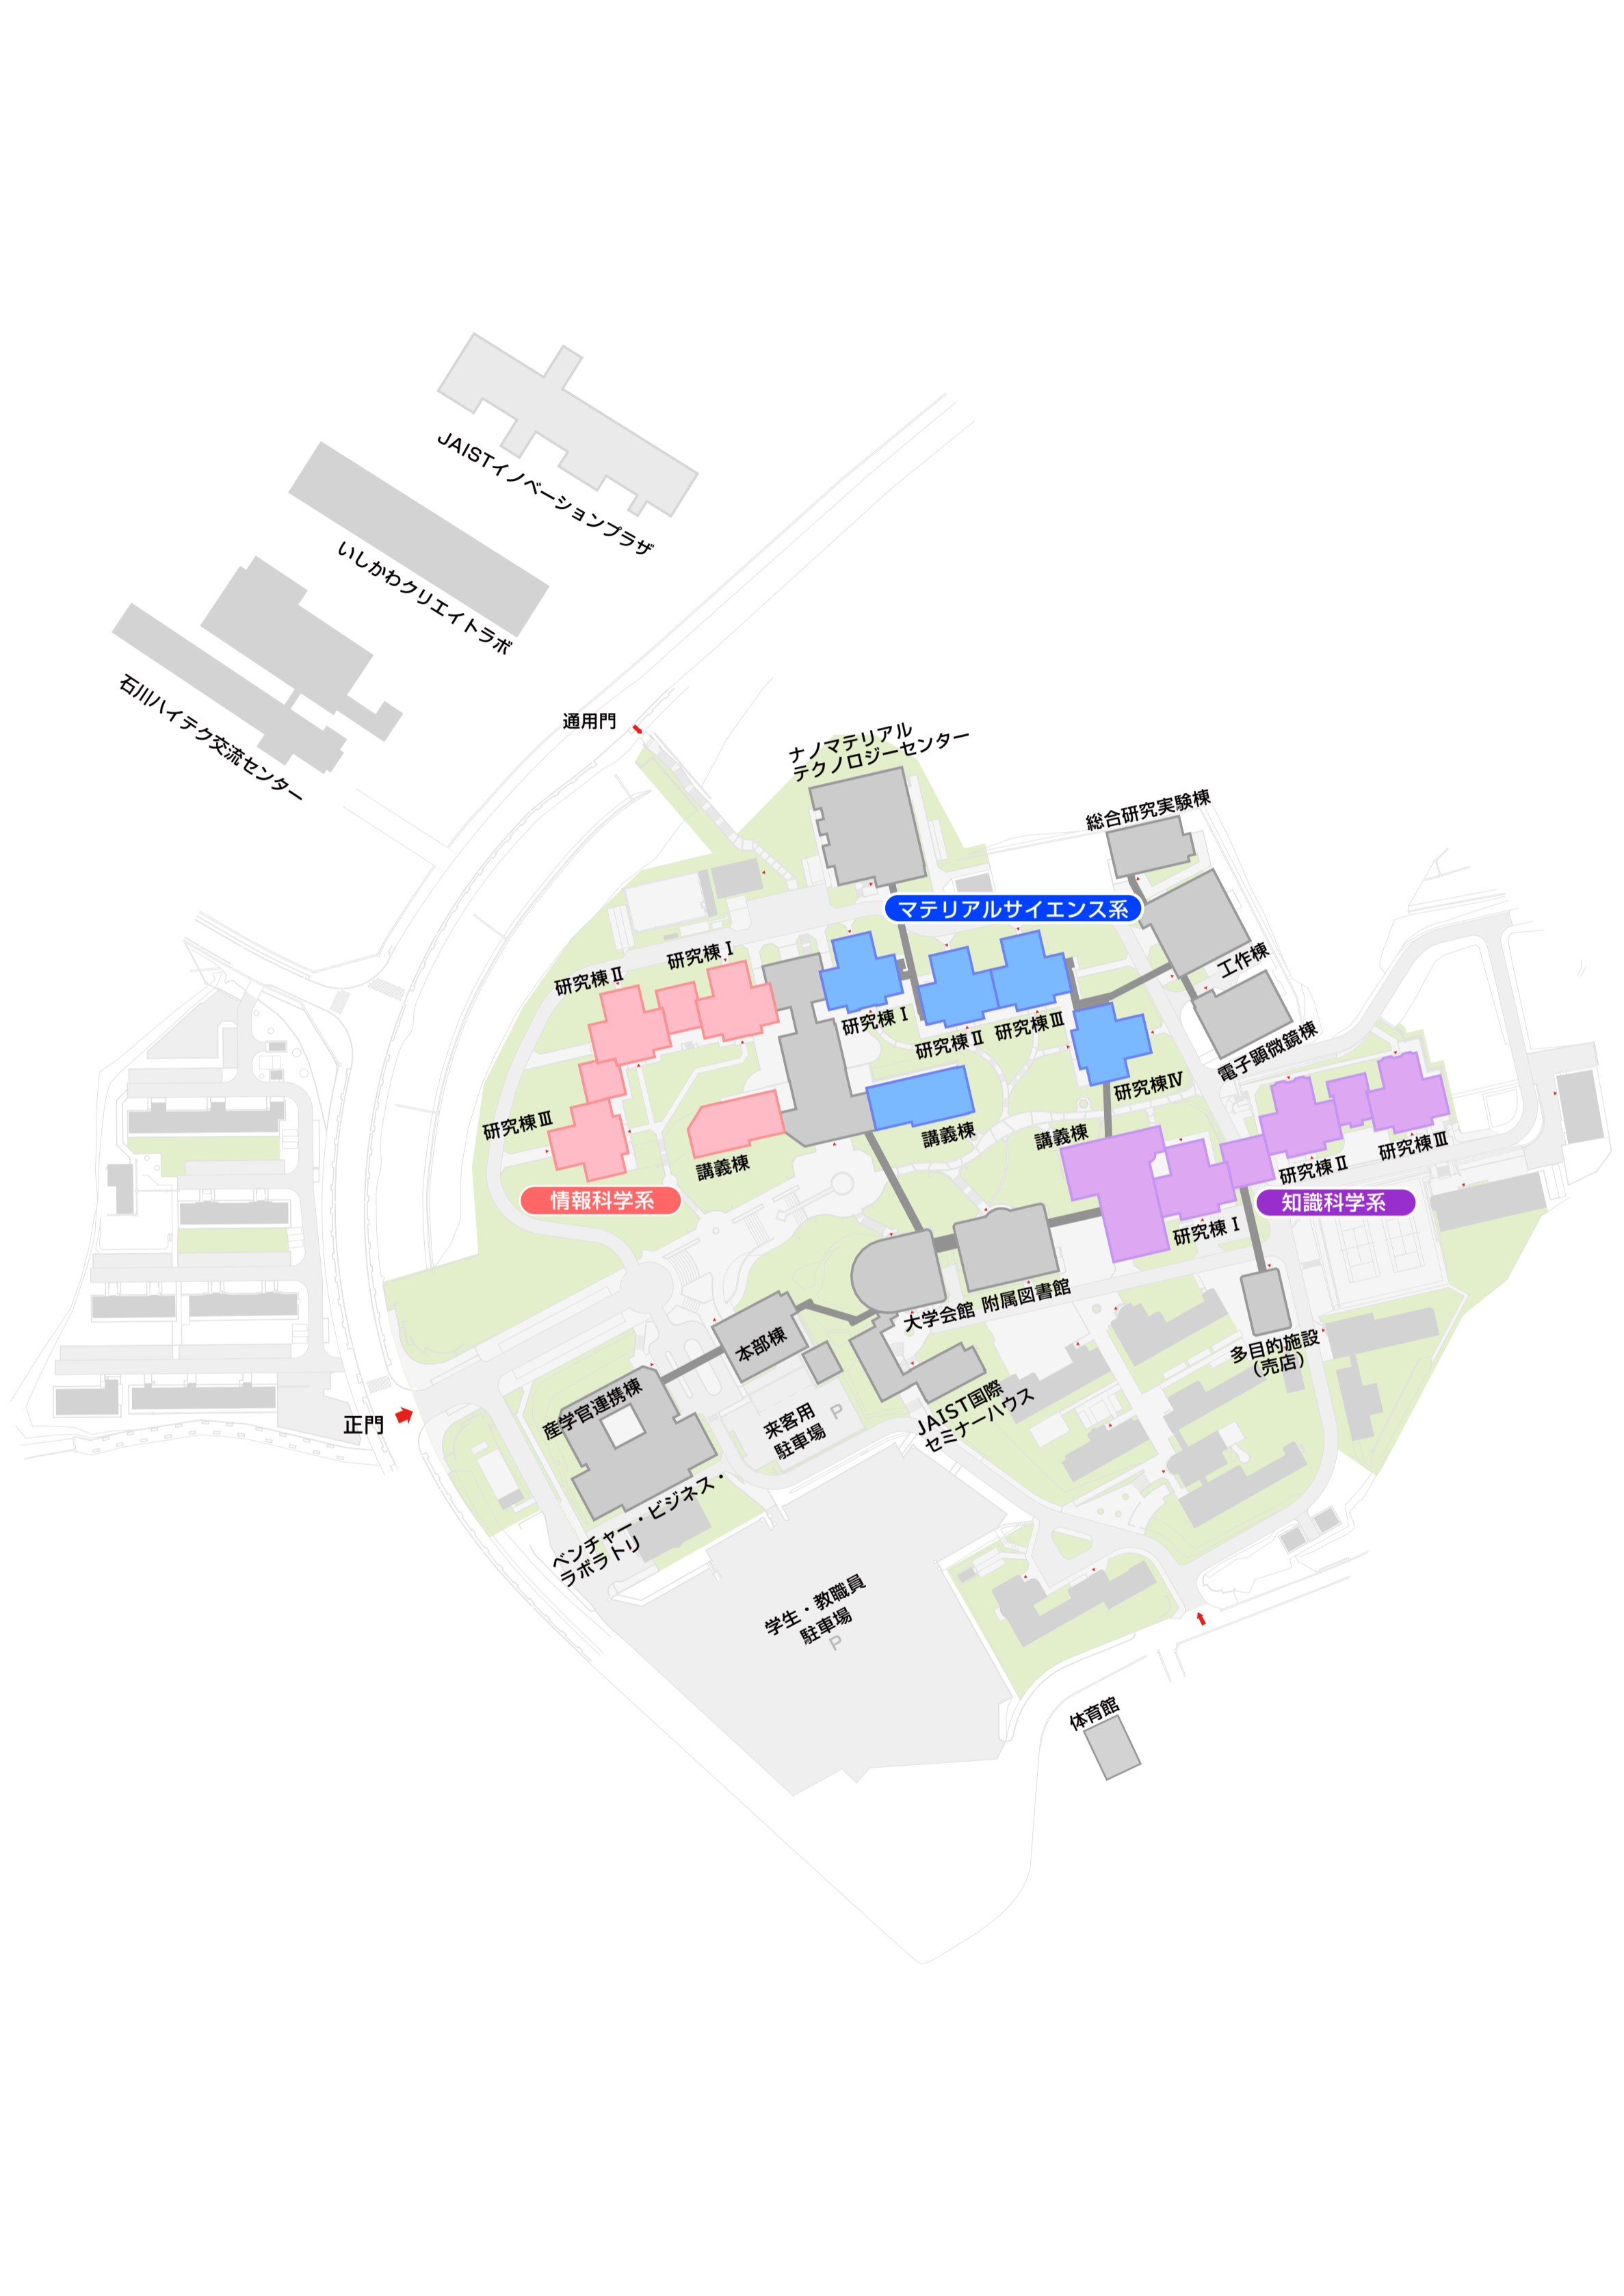 JAISTイノベーションプラザ
いしかわクリエイトラボ
石川ハイテク交流センター
通用門
ナノマテリアル
テクノロジーセンター
総合研究実験棟
マテリアルサイエンス系
工作棟
電子顕微鏡棟
研究棟Ⅰ
研究棟Ⅱ
研究棟Ⅲ
講義棟
情報科学系
研究棟Ⅰ
研究棟Ⅱ
研究棟Ⅲ
研究棟Ⅳ
講義棟
講義棟
研究棟Ⅰ
研究棟Ⅱ
研究棟Ⅲ
知識科学系
大学会館
附属図書館
多目的施設
（売店）
本部棟
産学官連携棟
JAIST国際
セミナーハウス
来客用
駐車場
P
正門
ベンチャー・ビジネス・
ラボラトリ
学生・教職員
駐車場
P
体育館